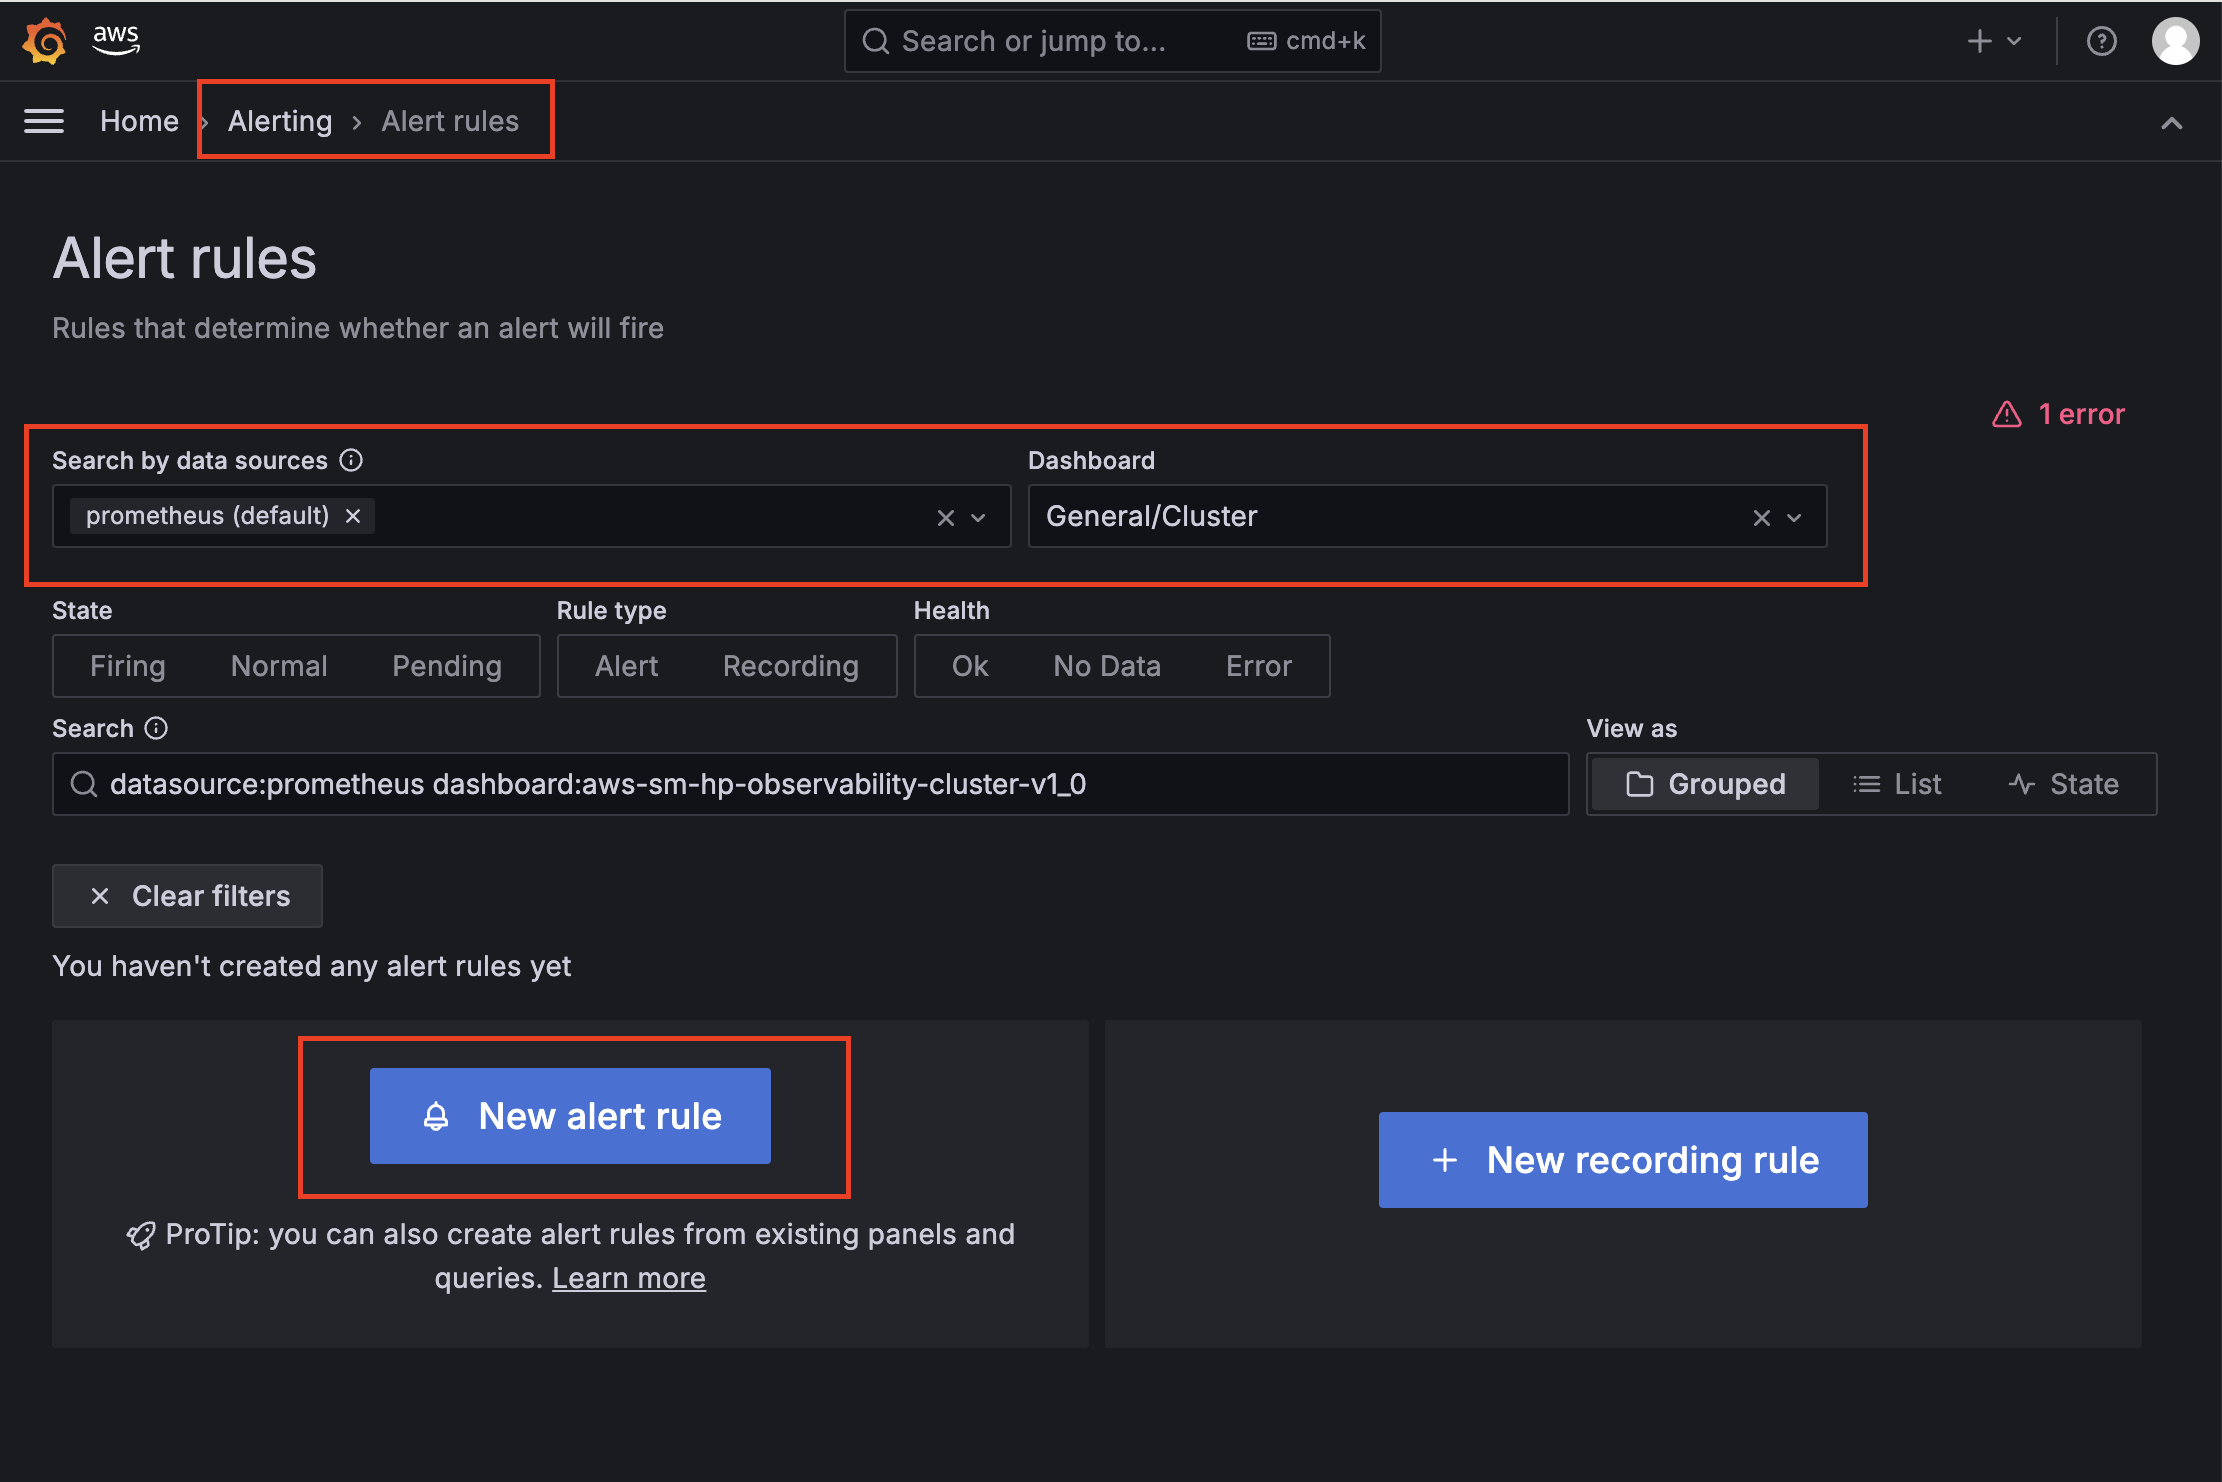 aws
Search or jump to...
cmd+k
Home › Alerting › Alert rules
Alert rules
Rules that determine whether an alert will fire
1 error
Search by data sources
Dashboard
prometheus (default)
General/Cluster
State
Rule type
Health
Firing Normal Pending
Alert Recording
Ok No Data Error
Search
View as
datasource:prometheus dashboard:aws-sm-hp-observability-cluster-v1_0
Grouped List State
Clear filters
You haven't created any alert rules yet
New alert rule
New recording rule
ProTip: you can also create alert rules from existing panels and
queries. Learn more